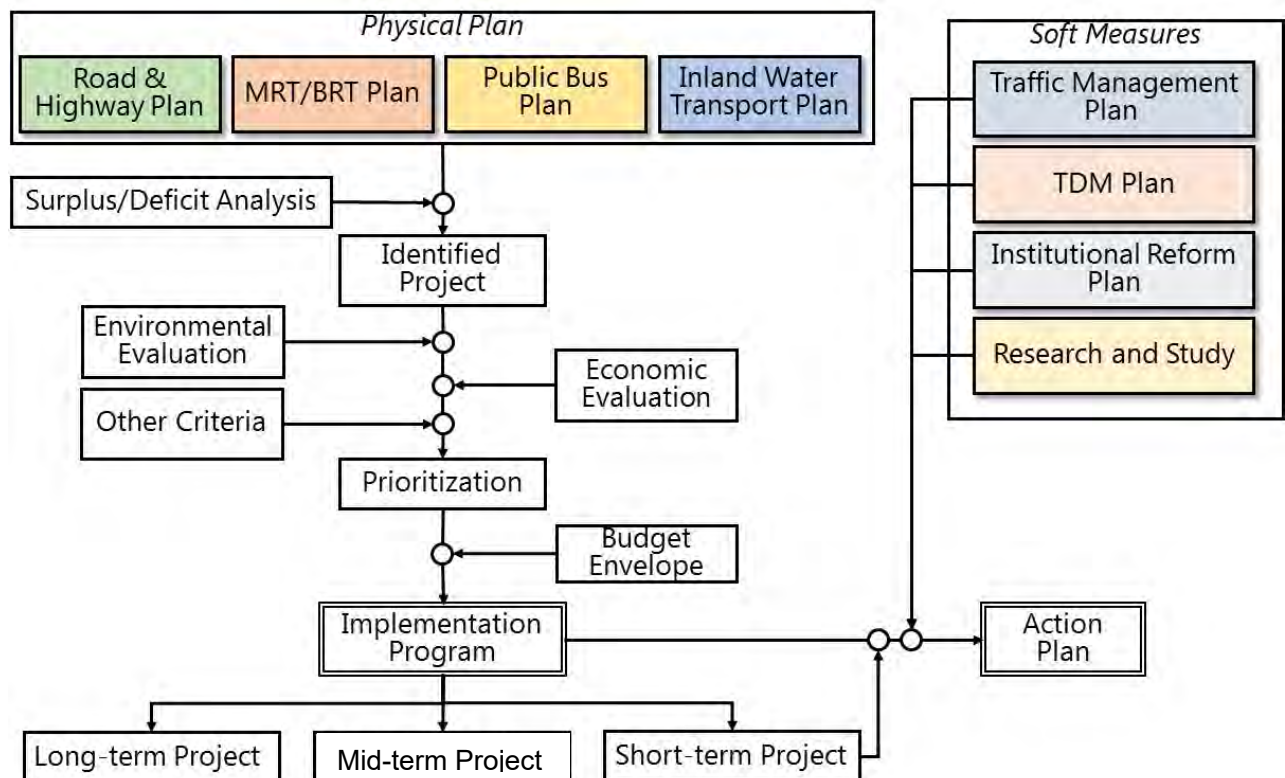 Physical Plan
Road &
Highway Plan
MRT/BRT Plan
Public Bus
Plan
Inland Water
Transport Plan
Soft Measures
Traffic Management
Plan
TDM Plan
Institutional Reform
Plan
Research and Study
Surplus/Deficit Analysis
Identified
Project
Environmental
Evaluation
Economic
Evaluation
Other Criteria
Prioritization
Budget
Envelope
Implementation
Program
Action
Plan
Long-term Project
Mid-term Project
Short-term Project